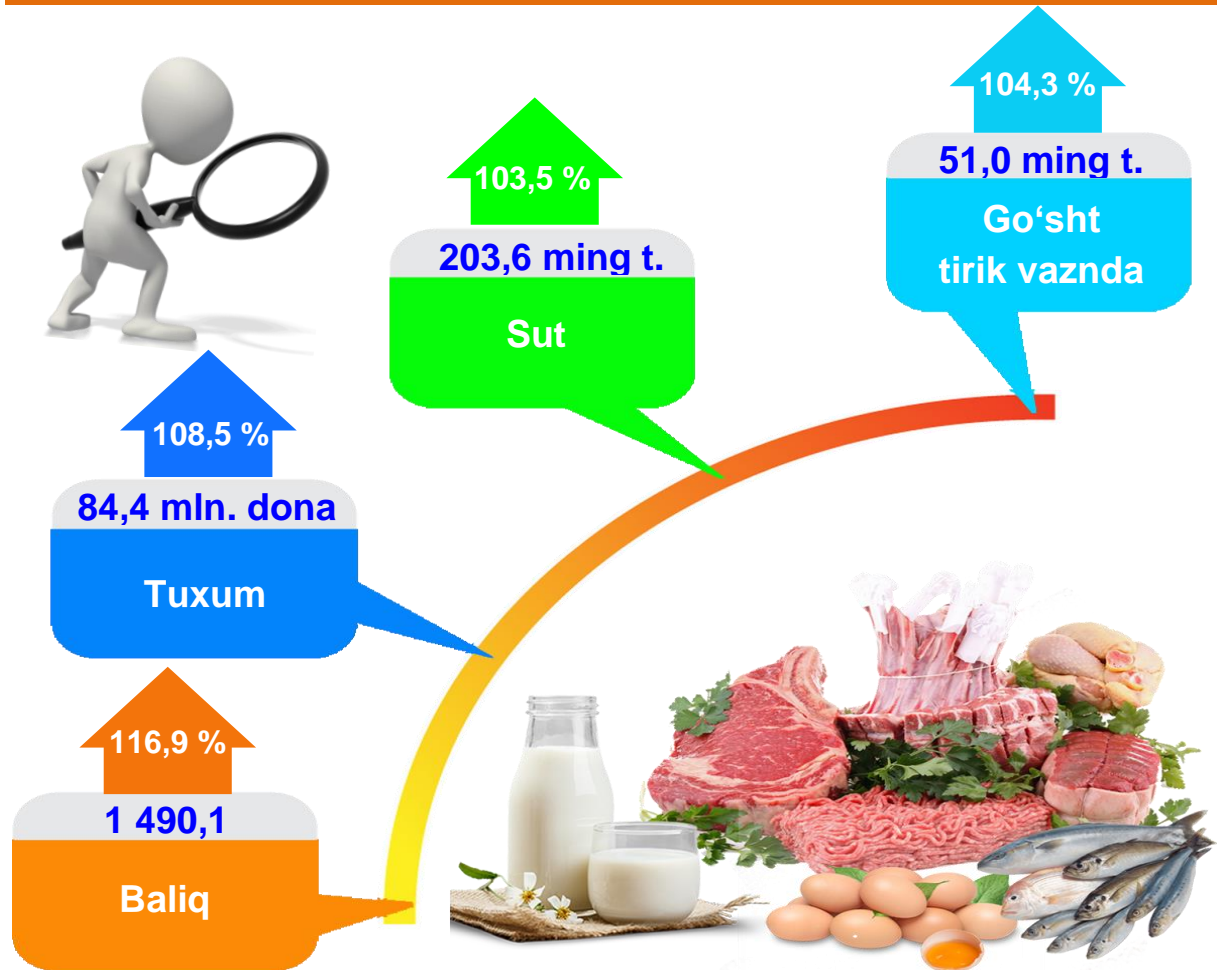 104,3 %
51,0 ming t.
Go‘sht
tirik vaznda
103,5 %
203,6 ming t.
Sut
108,5 %
84,4 mln. dona
Tuxum
116,9 %
1 490,1
Baliq